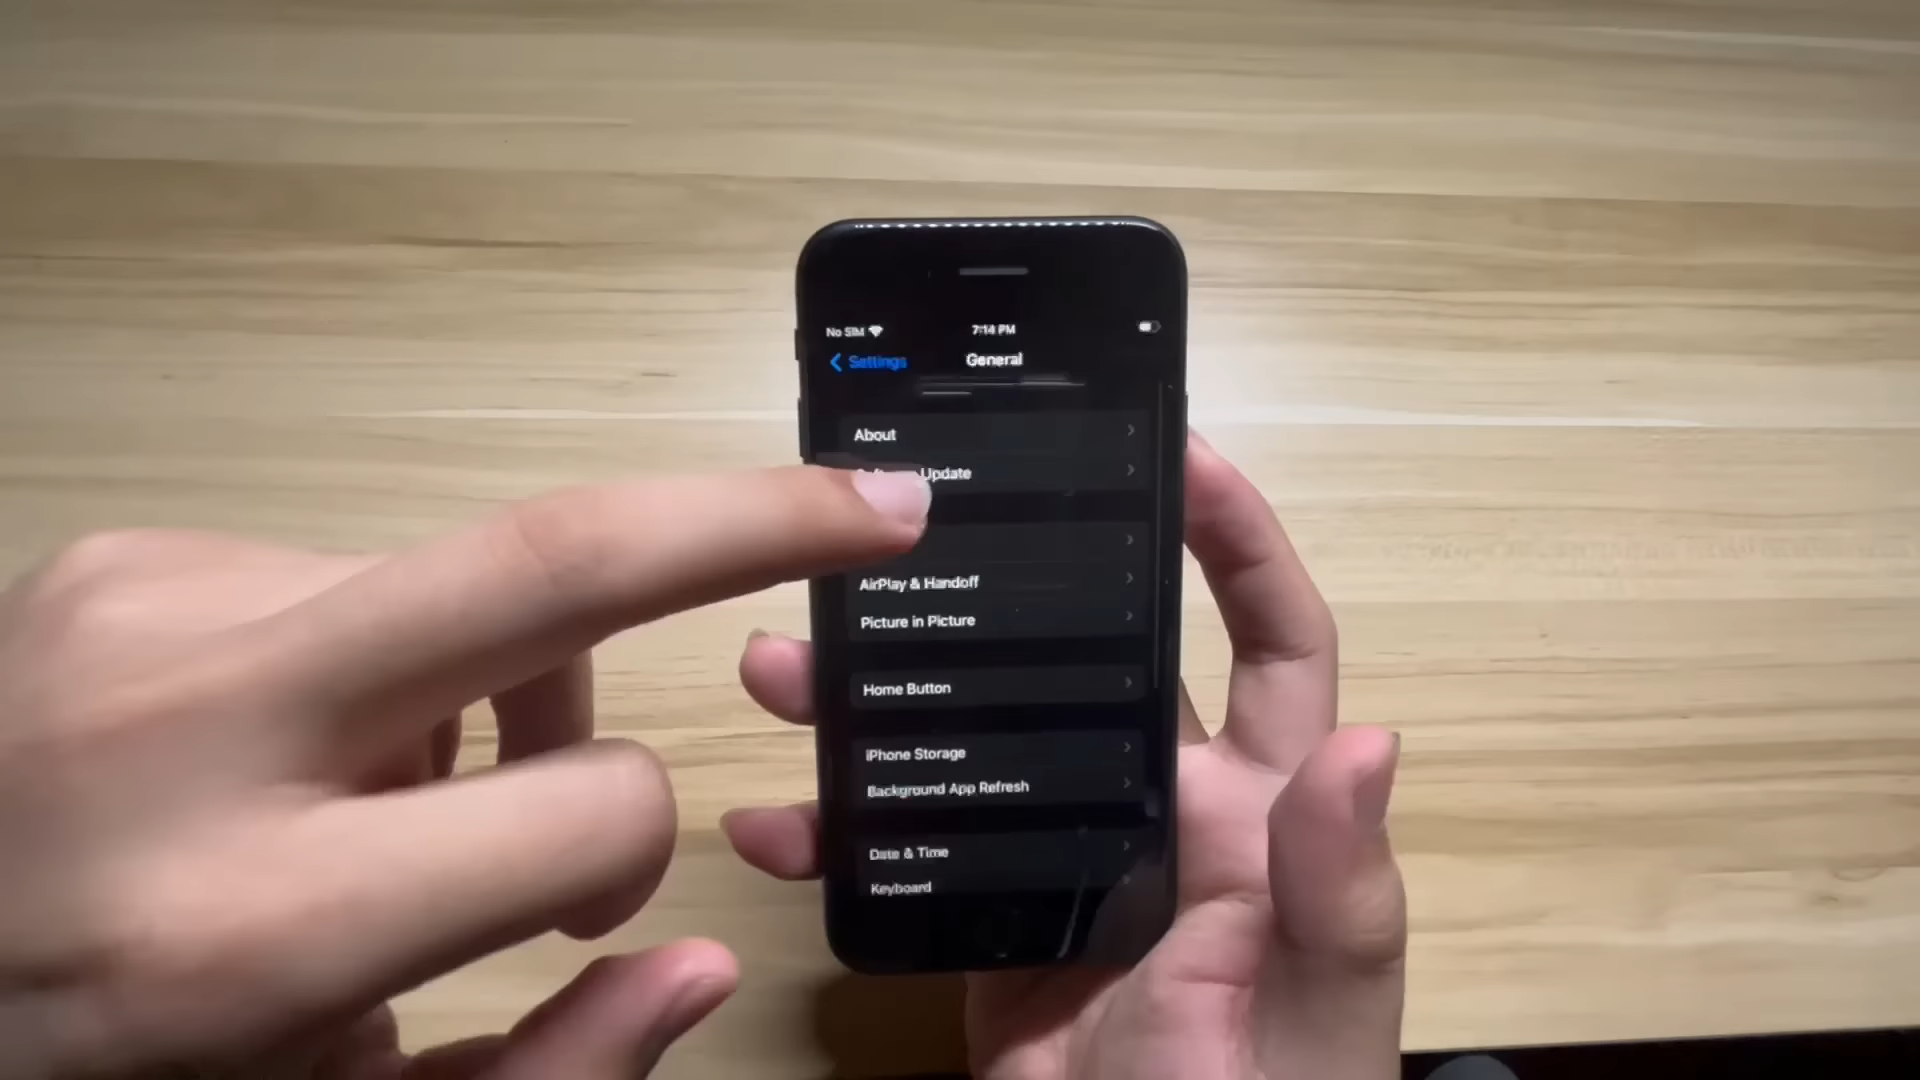 No SIM
7:14 PM
Settings
General
About
Software Update
AirPlay & Handoff
Picture in Picture
Home Button
iPhone Storage
Background App Refresh
Date & Time
Keyboard